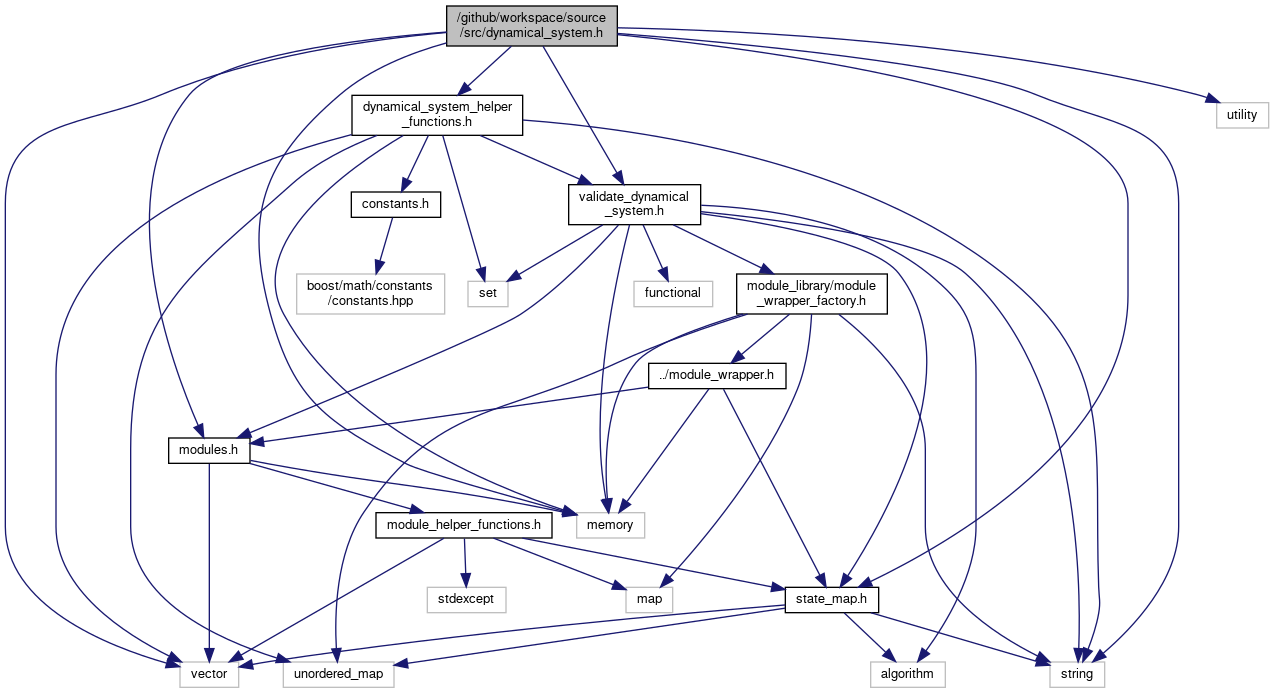 /github/workspace/source
/src/dynamical_system.h
dynamical_system_helper
_functions.h
utility
constants.h
validate_dynamical
_system.h
boost/math/constants
/constants.hpp
set
functional
module_library/module
_wrapper_factory.h
../module_wrapper.h
modules.h
module_helper_functions.h
memory
stdexcept
map
state_map.h
vector
unordered_map
algorithm
string